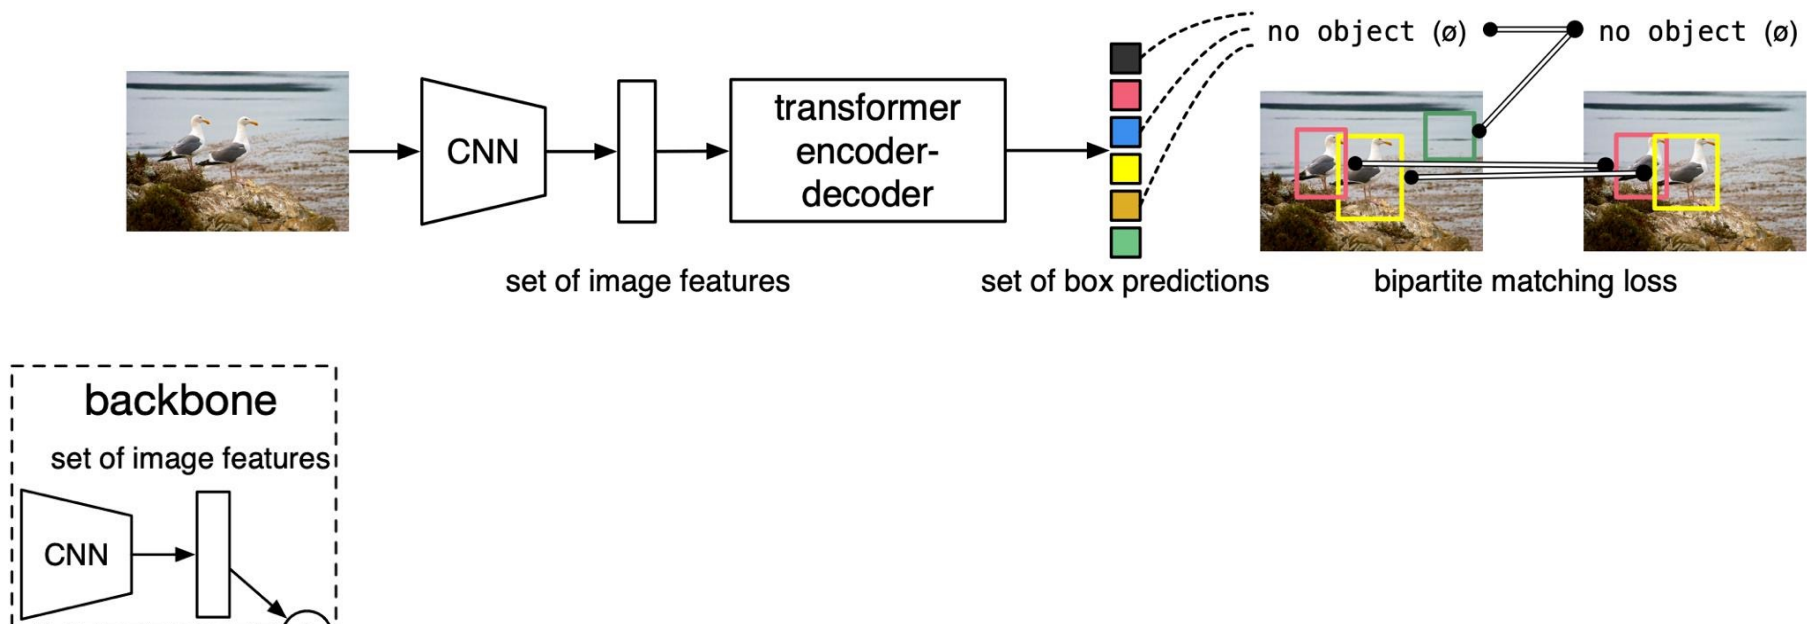 no object (ø)
no object (ø)
CNN
transformer
encoder-
decoder
set of image features
set of box predictions
bipartite matching loss
backbone
set of image features
CNN